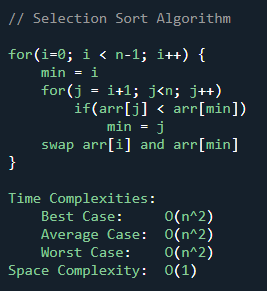 // Selection Sort Algorithm
for(i=0; i < n-1; i++) {
    min = i
    for(j = i+1; j<n; j++)
        if(arr[j] < arr[min])
            min = j
    swap arr[i] and arr[min]
}
Time Complexities:
    Best Case:    O(n^2)
    Average Case: O(n^2)
    Worst Case:   O(n^2)
Space Complexity: O(1)